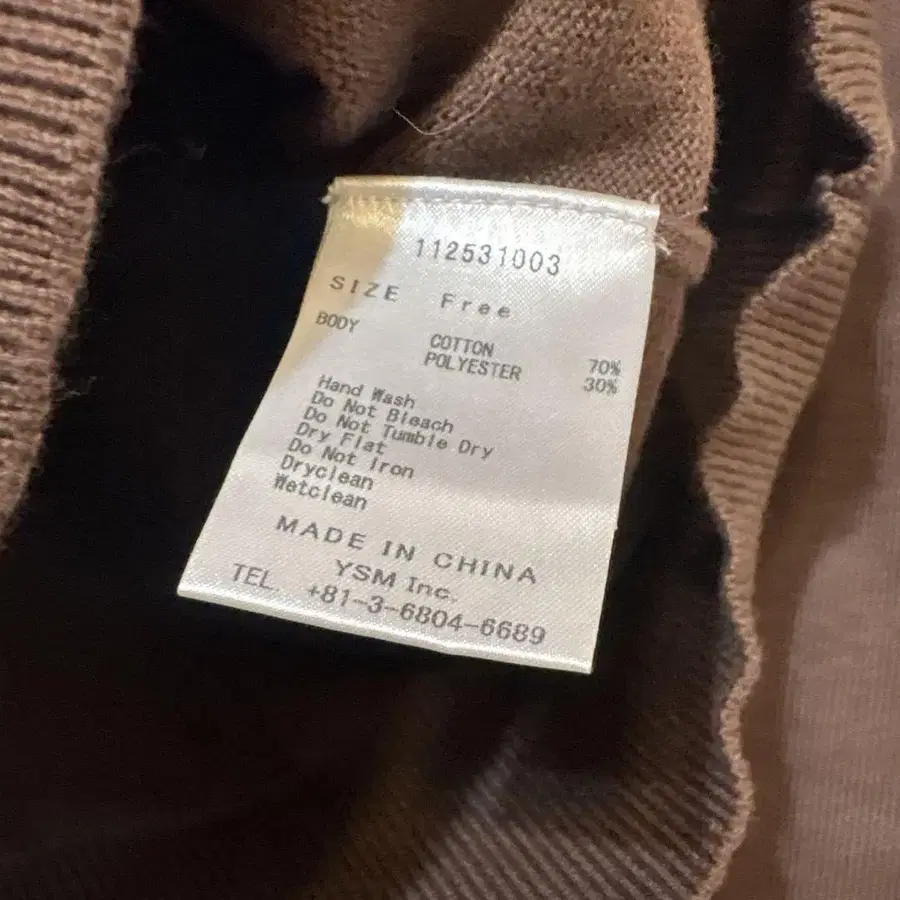 112531003
SIZE Free
BODY
COTTON 70%
POLYESTER 30%
Hand Wash
Do Not Bleach
Do Not Tumble Dry
Dry Flat
Do Not Iron
Dryclean
Wetclean
MADE IN CHINA
YSM Inc.
TEL. +81-3-6804-6689